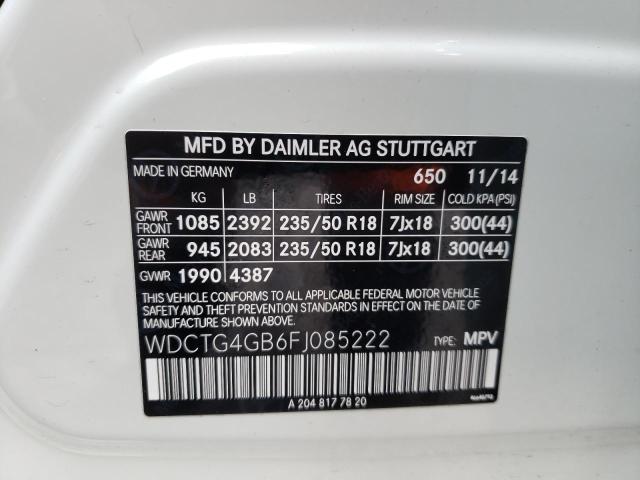 MFD BY DAIMLER AG STUTTGART
MADE IN GERMANY 650 11/14
KG LB TIRES RIM SIZE COLD KPA (PSI)
GAWR FRONT 1085 2392 235/50 R18 7Jx18 300(44)
GAWR REAR 945 2083 235/50 R18 7Jx18 300(44)
GVWR 1990 4387
THIS VEHICLE CONFORMS TO ALL APPLICABLE FEDERAL MOTOR VEHICLE
SAFETY AND THEFT PREVENTION STANDARDS IN EFFECT ON THE DATE
OF MANUFACTURE SHOWN ABOVE.
WDCTG4GB6FJ085222 TYPE: MPV
A 204 817 78 20